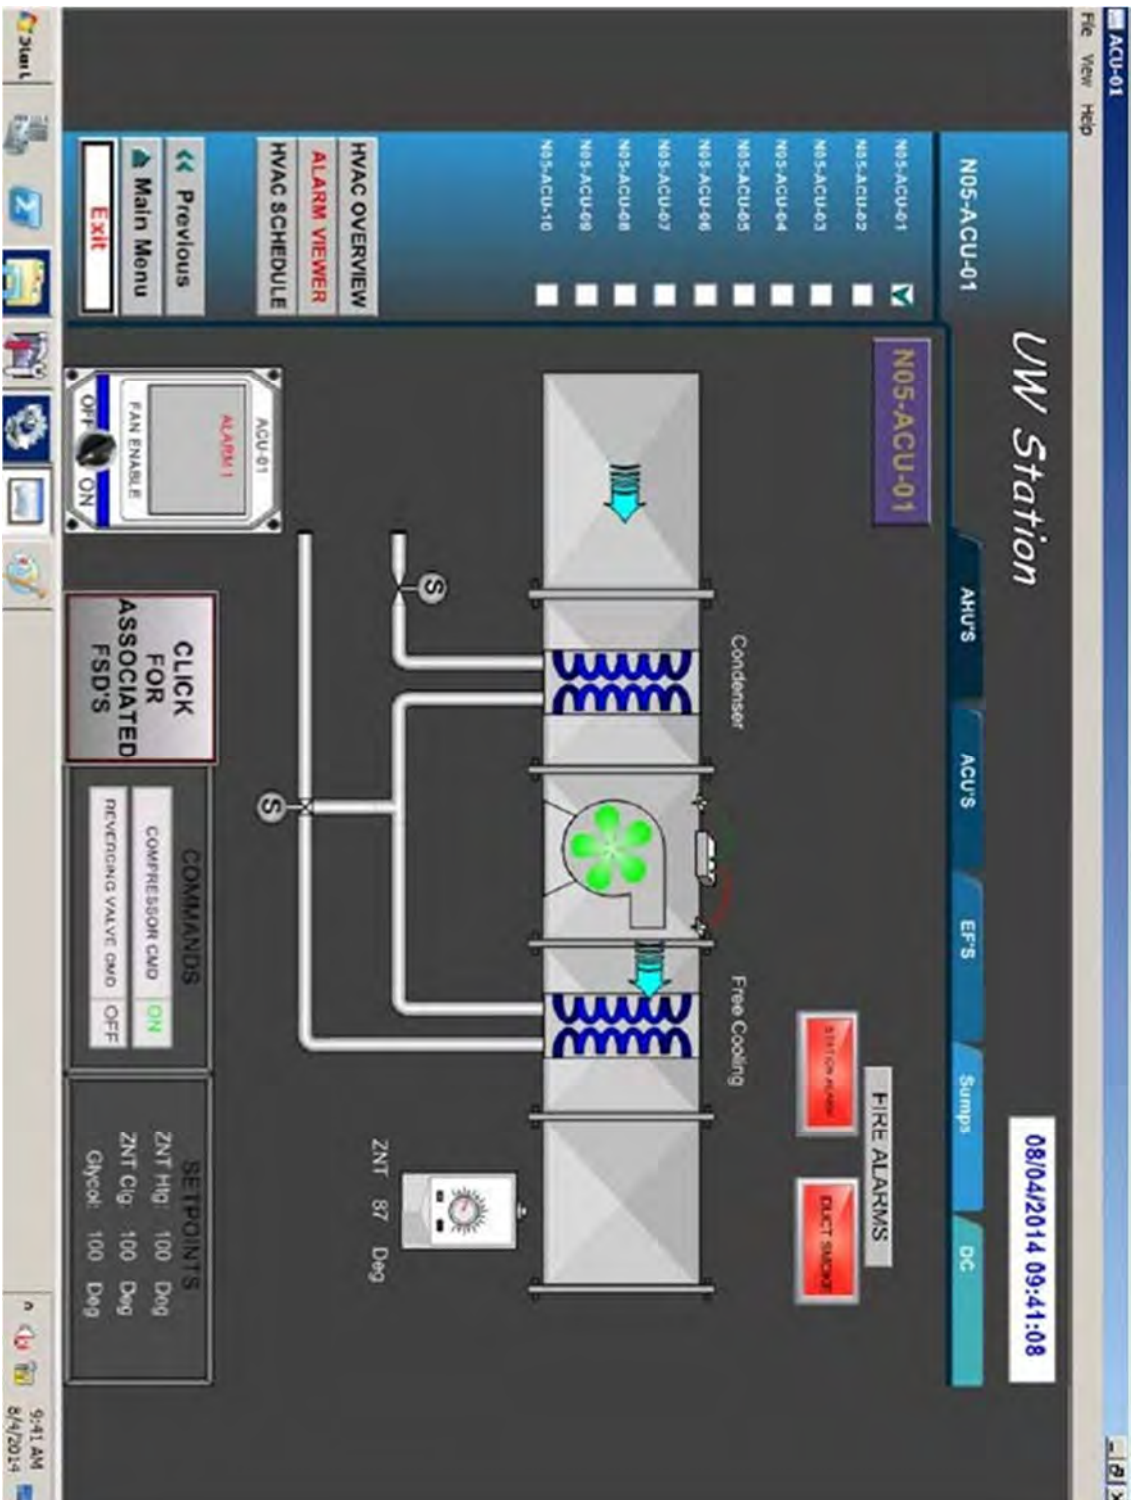 ACU-01
File View Help
N05-ACU-01
UW Station
08/04/2014 09:41:08
AHU'S
ACU'S
EF'S
Sumps
DC
N05-ACU-01
N05-ACU-02
N05-ACU-03
N05-ACU-04
N05-ACU-05
N05-ACU-06
N05-ACU-07
N05-ACU-08
N05-ACU-09
N05-ACU-10
HVAC OVERVIEW
ALARM VIEWER
HVAC SCHEDULE
<< Previous
Main Menu
Exit
N05-ACU-01
FIRE ALARMS
STATION ALARM
DUCT SMOKE
Condenser
Free Cooling
S
S
ZNT 87 Deg
ACU-01
ALARM 1
FAN ENABLE
OFF ON
CLICK
FOR
ASSOCIATED
FSD'S
COMMANDS
COMPRESSOR CMD ON
REVERCING VALVE CMD OFF
SETPOINTS
ZNT Htg: 100 Deg
ZNT Clg: 100 Deg
Glycol: 100 Deg
Start
9:41 AM
8/4/2014